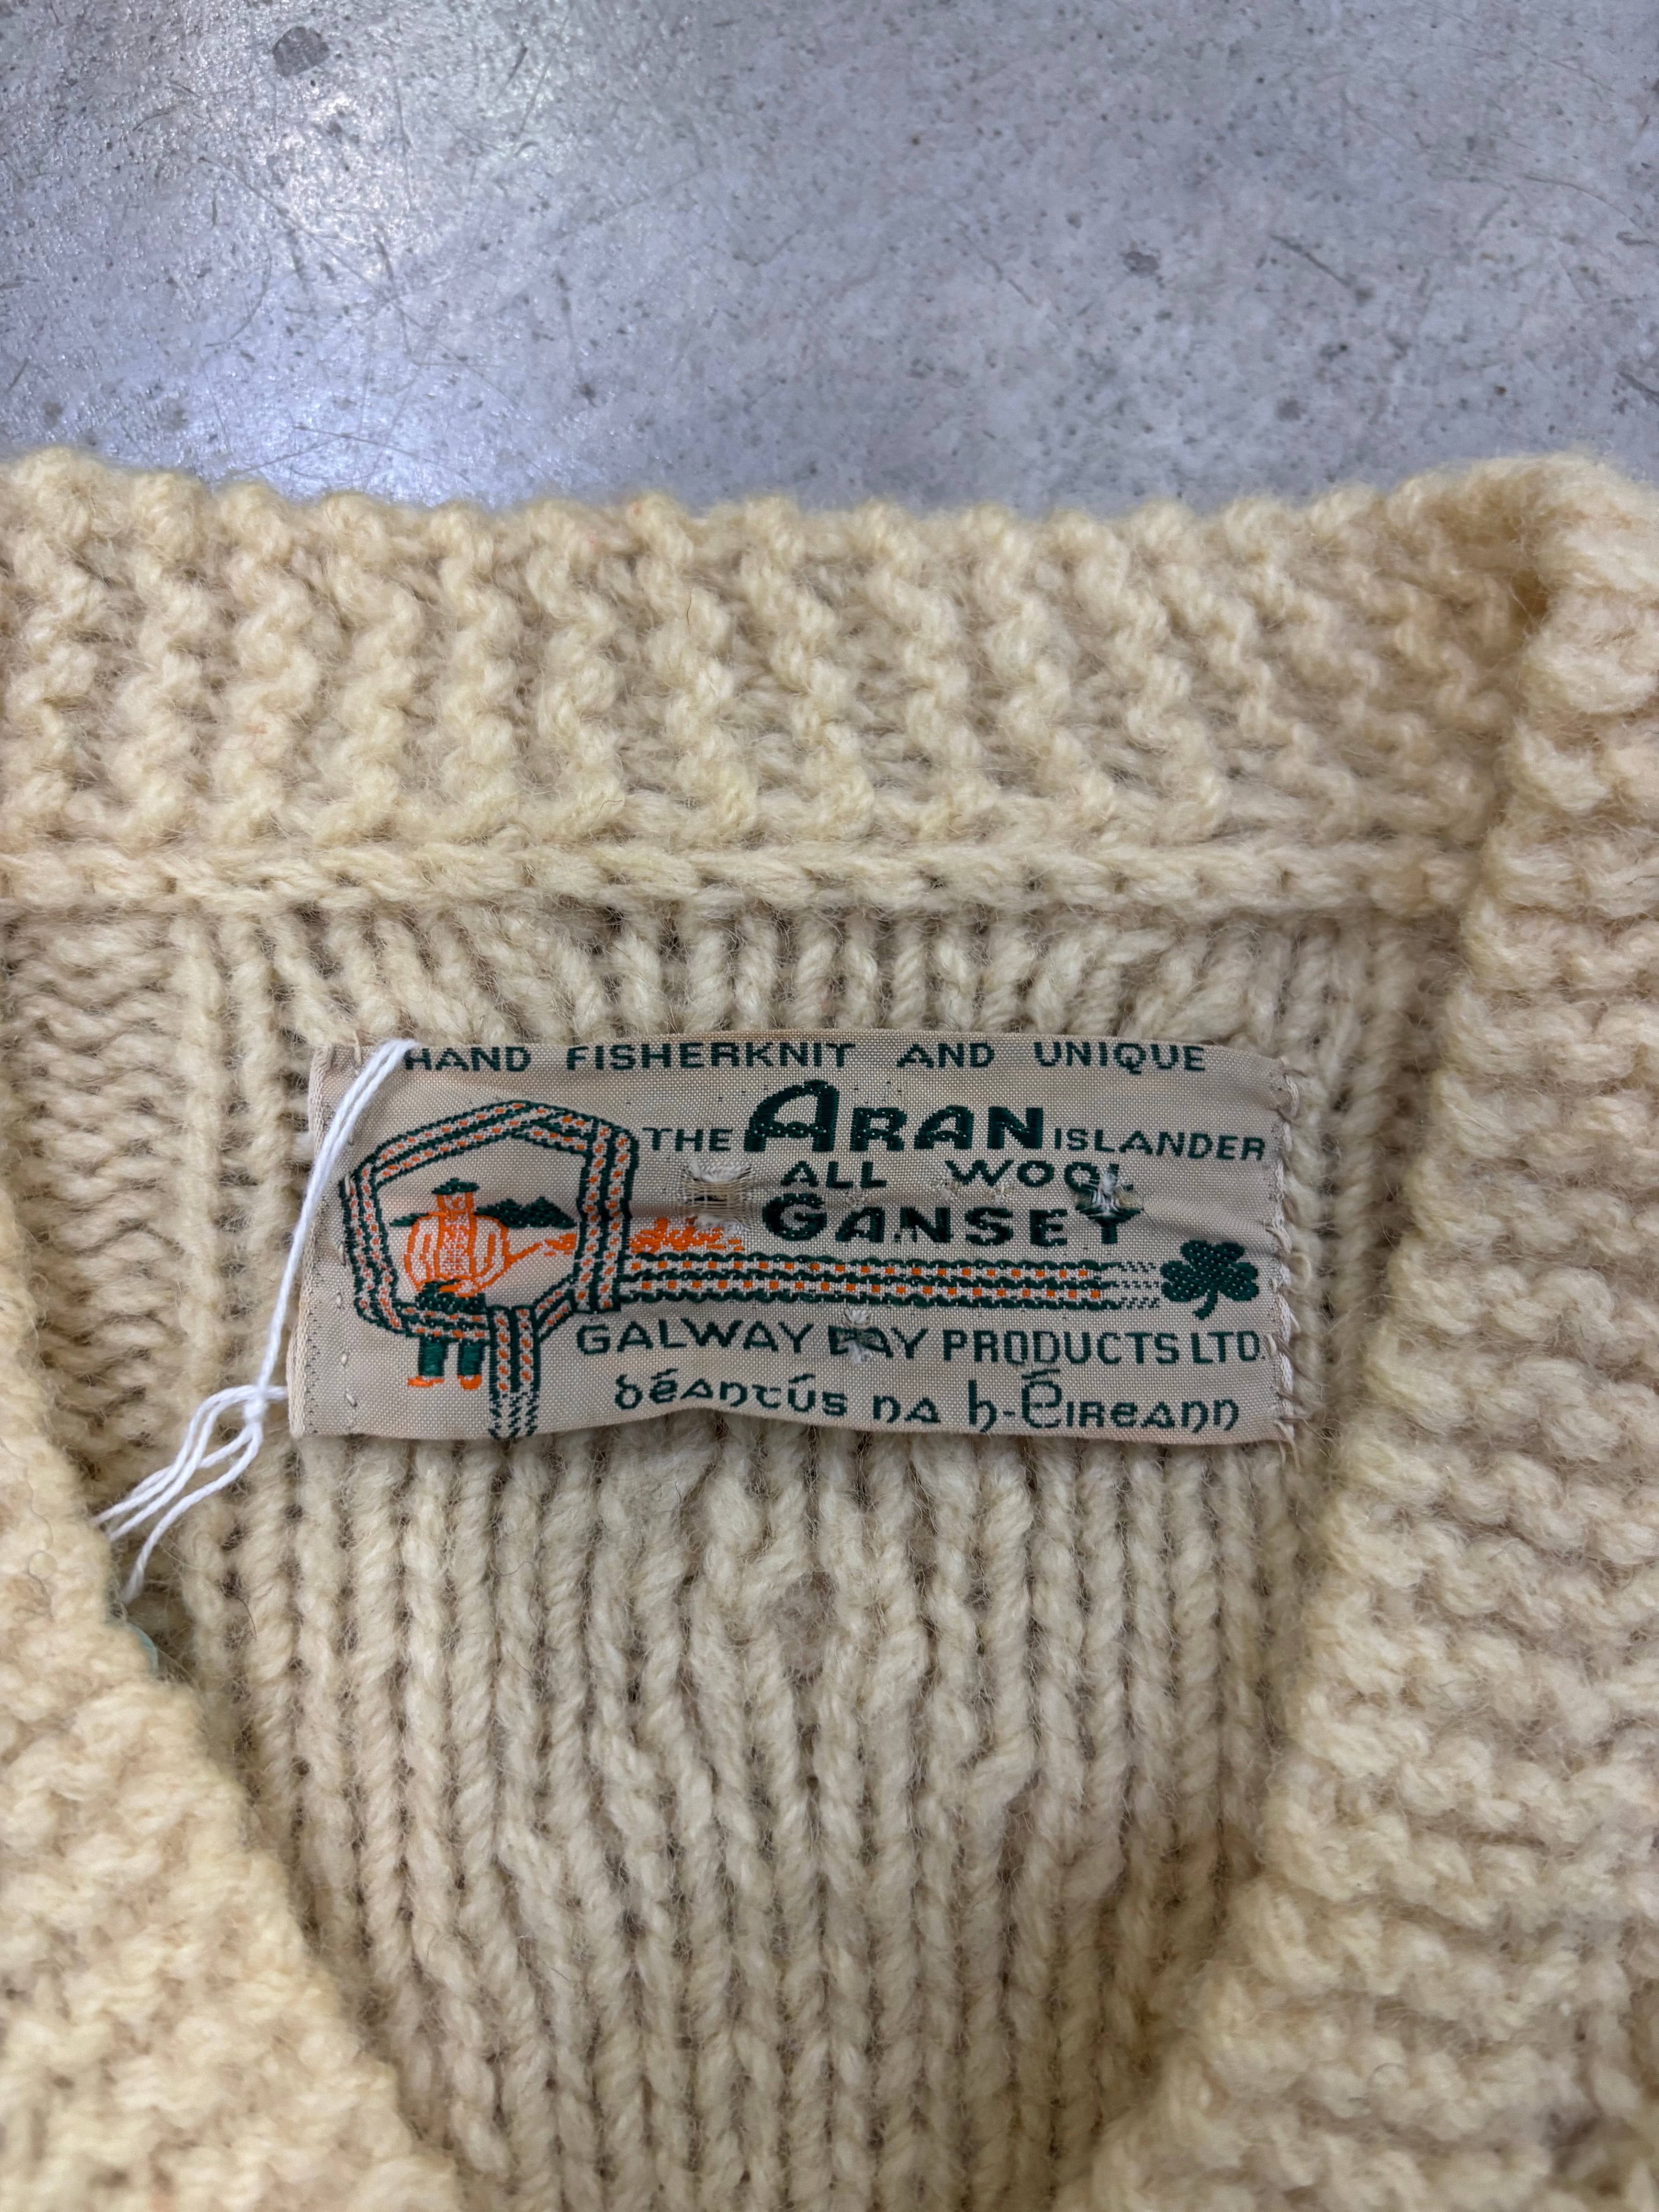 HAND FISHERKNIT AND UNIQUE
THE ARAN ISLANDER
ALL WOOL
GANSEY
GALWAY BAY PRODUCTS LTD.
déantús na h-Éireann